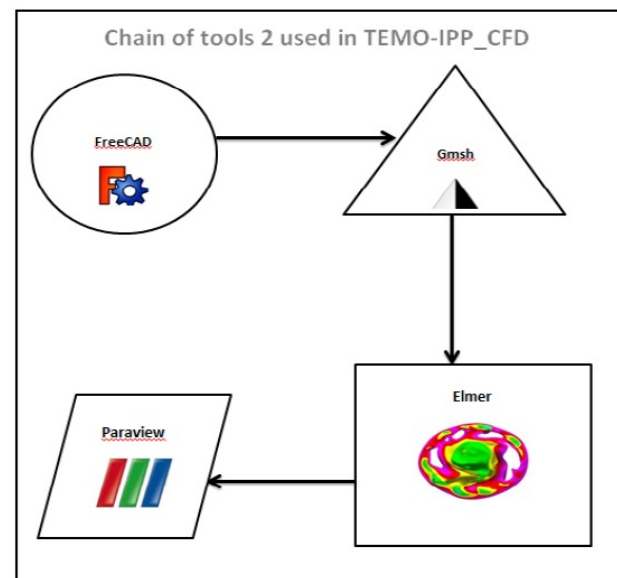 Chain of tools 2 used in TEMO-IPP_CFD
FreeCAD
Gmsh
Elmer
Paraview